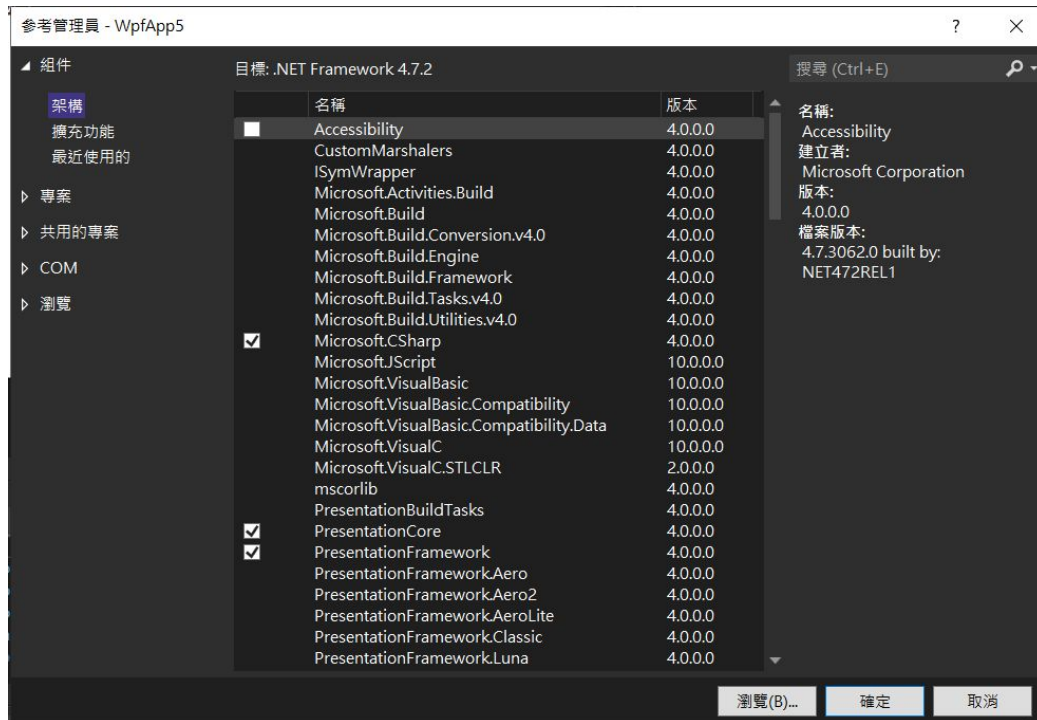 參考管理員 - WpfApp5
?
組件
架構
擴充功能
最近使用的
專案
共用的專案
COM
瀏覽
目標: .NET Framework 4.7.2
名稱 版本
Accessibility 4.0.0.0
CustomMarshalers 4.0.0.0
ISymWrapper 4.0.0.0
Microsoft.Activities.Build 4.0.0.0
Microsoft.Build 4.0.0.0
Microsoft.Build.Conversion.v4.0 4.0.0.0
Microsoft.Build.Engine 4.0.0.0
Microsoft.Build.Framework 4.0.0.0
Microsoft.Build.Tasks.v4.0 4.0.0.0
Microsoft.Build.Utilities.v4.0 4.0.0.0
Microsoft.CSharp 4.0.0.0
Microsoft.JScript 10.0.0.0
Microsoft.VisualBasic 10.0.0.0
Microsoft.VisualBasic.Compatibility 10.0.0.0
Microsoft.VisualBasic.Compatibility.Data 10.0.0.0
Microsoft.VisualC 10.0.0.0
Microsoft.VisualC.STLCLR 2.0.0.0
mscorlib 4.0.0.0
PresentationBuildTasks 4.0.0.0
PresentationCore 4.0.0.0
PresentationFramework 4.0.0.0
PresentationFramework.Aero 4.0.0.0
PresentationFramework.Aero2 4.0.0.0
PresentationFramework.AeroLite 4.0.0.0
PresentationFramework.Classic 4.0.0.0
PresentationFramework.Luna 4.0.0.0
搜尋 (Ctrl+E)
名稱:
Accessibility
建立者:
Microsoft Corporation
版本:
4.0.0.0
檔案版本:
4.7.3062.0 built by:
NET472REL1
瀏覽(B)... 確定 取消